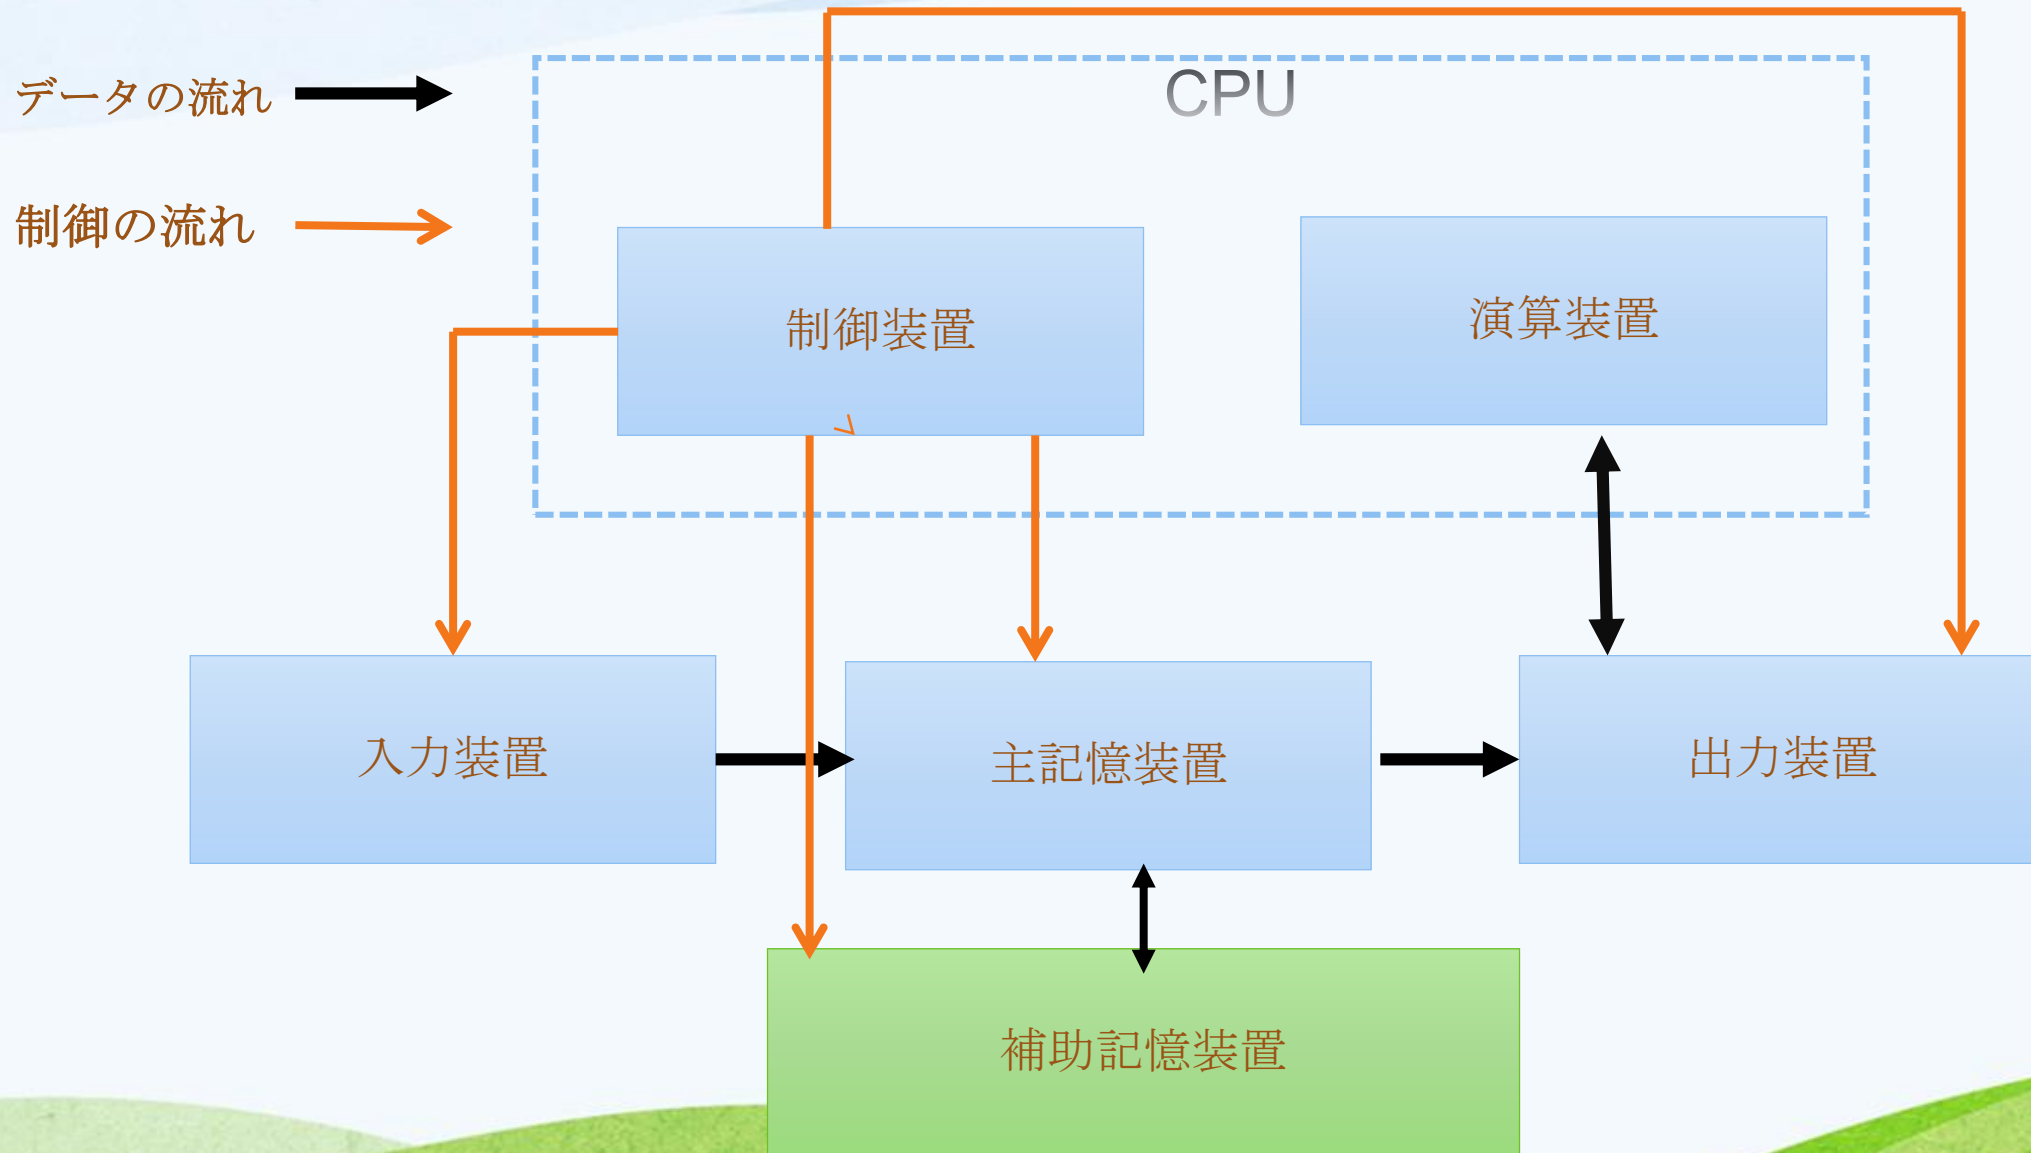 データの流れ
CPU
制御の流れ
制御装置
演算装置
入力装置
主記憶装置
出力装置
補助記憶装置